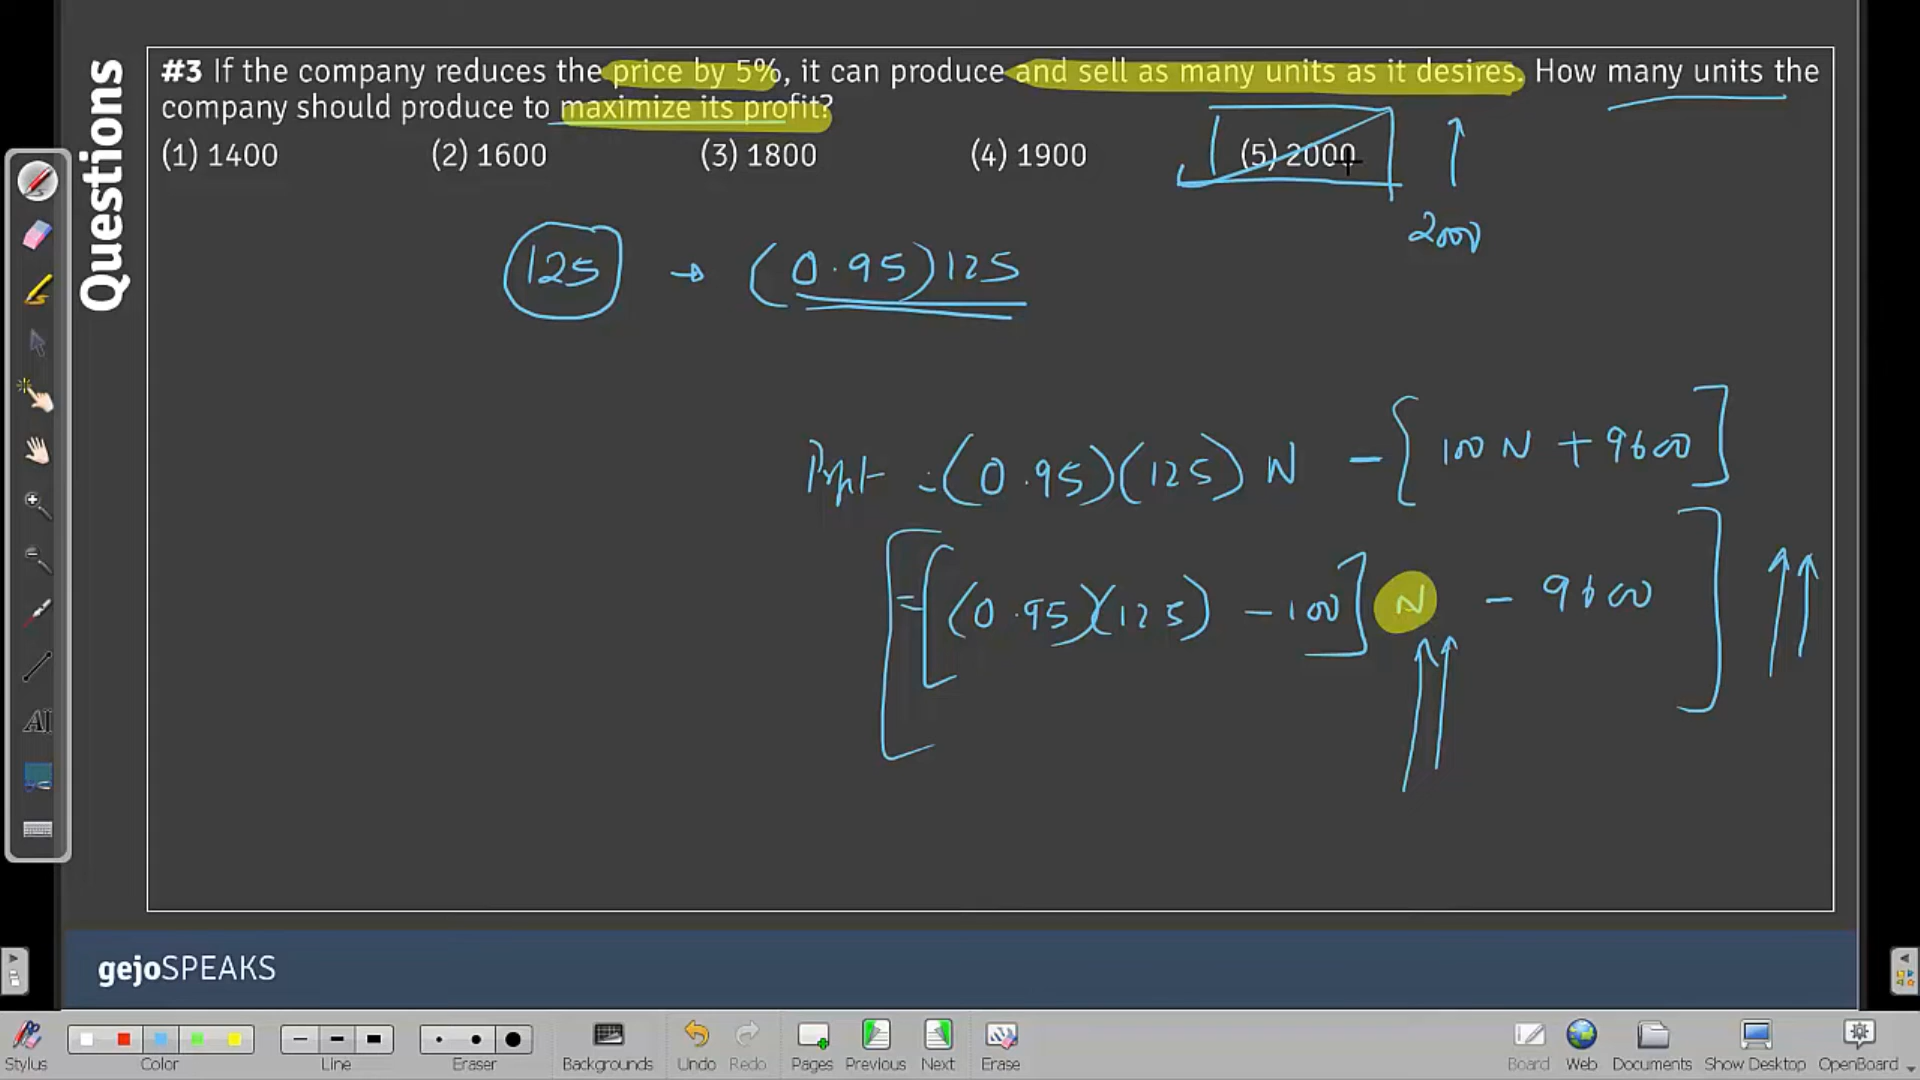 Questions
#3 If the company reduces the price by 5%, it can produce and sell as many units as it desires. How many units the
company should produce to maximize its profit?
(1) 1400 (2) 1600 (3) 1800 (4) 1900 (5) 2000
2000
125 → (0.95)125
= (0.95)(125) N - [100 N + 9600]
= [(0.95)(125) - 100] N - 9600
gejoSPEAKS
Stylus Color Line Eraser Backgrounds Undo Redo Pages Previous Next Erase Board Web Documents Show Desktop OpenBoard